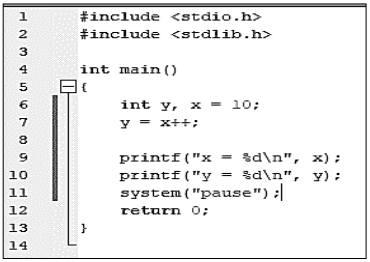 1 #include <stdio.h>
2 #include <stdlib.h>
3
4 int main()
5 {
6 int y, x = 10;
7 y = x++;
8
9 printf("x = %d\n", x);
10 printf("y = %d\n", y);
11 system("pause");
12 return 0;
13 }
14